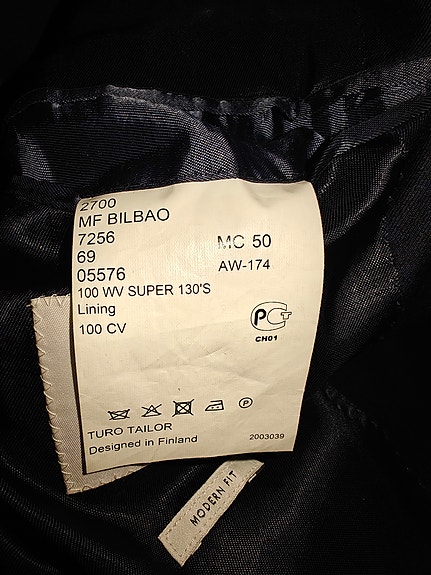 2700
MF BILBAO
7256
69
05576
MC 50
AW-174
100 WV SUPER 130'S
Lining
100 CV
PCT
CH01
P
TURO TAILOR
Designed in Finland
2003039
MODERN FIT